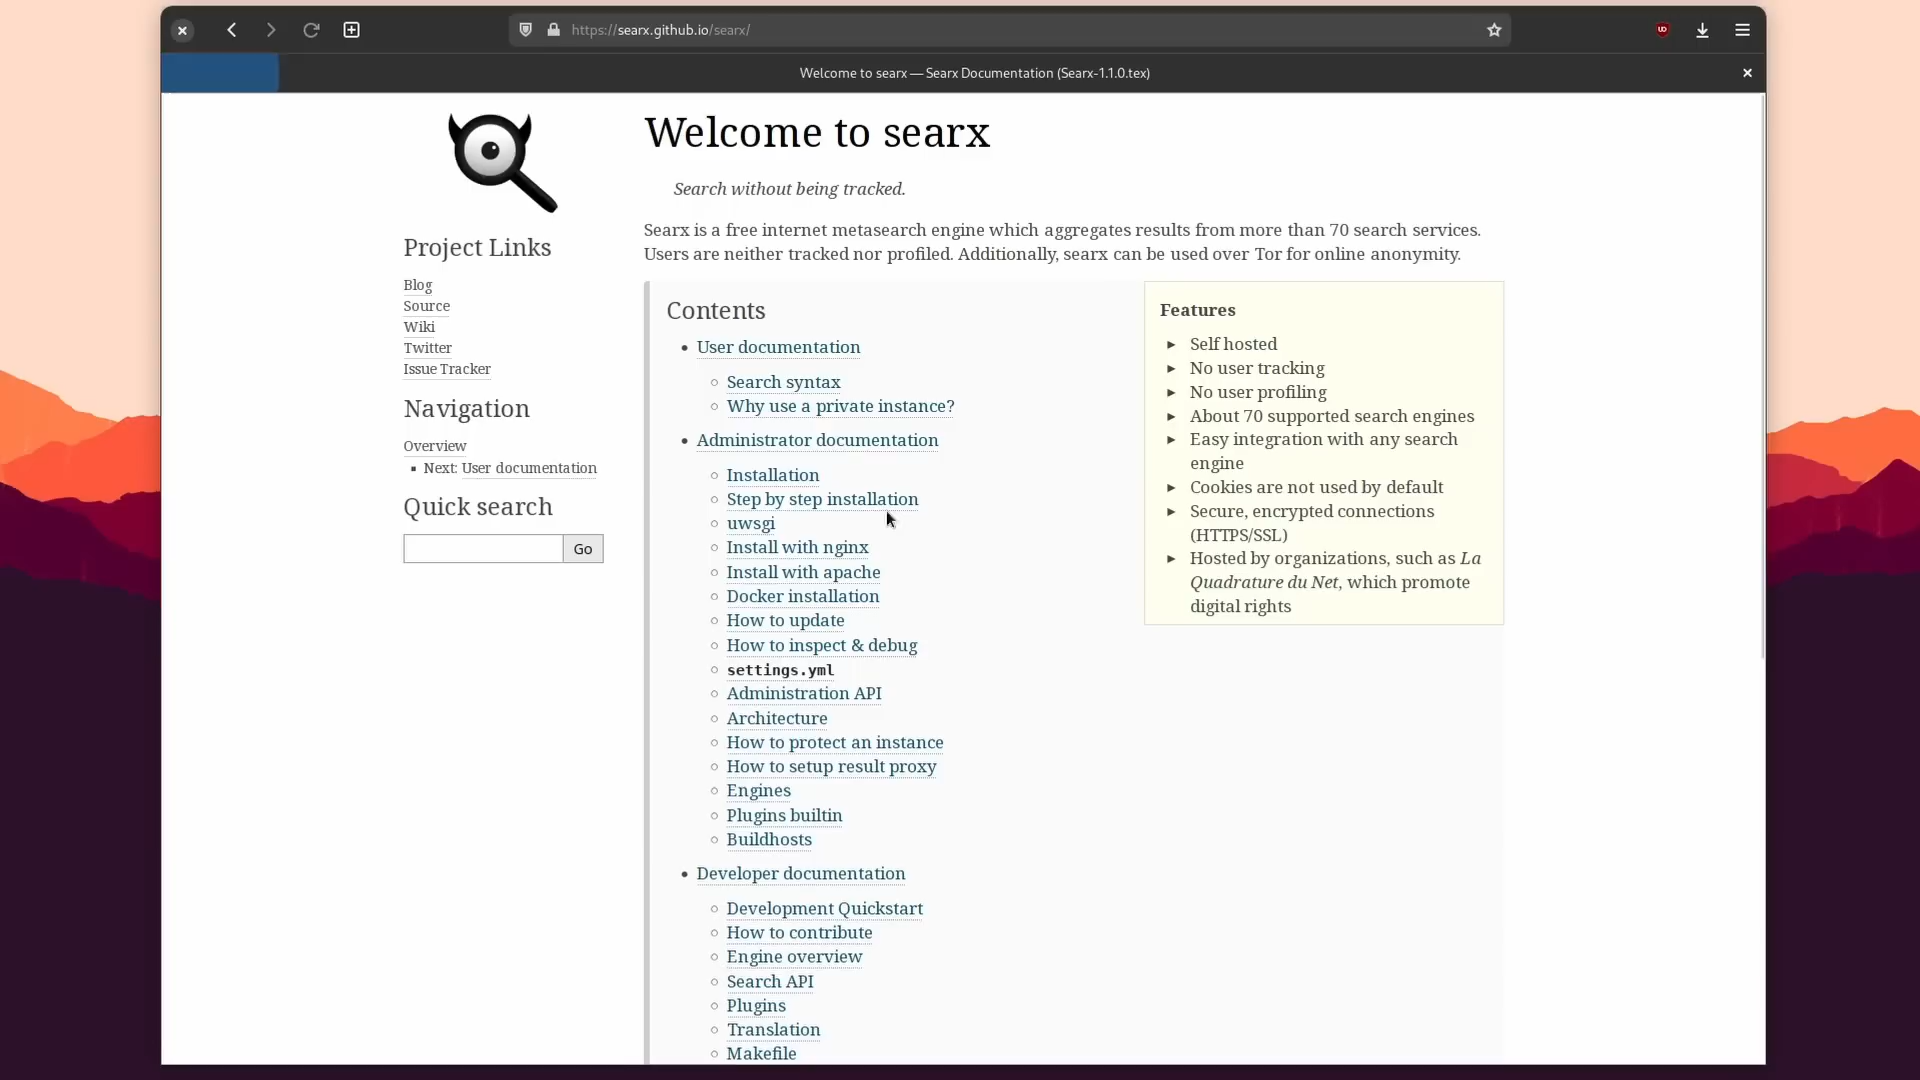 https://searx.github.io/searx/
Welcome to searx — Searx Documentation (Searx-1.1.0.tex)
Welcome to searx
Search without being tracked.
Searx is a free internet metasearch engine which aggregates results from more than 70 search services.
Users are neither tracked nor profiled. Additionally, searx can be used over Tor for online anonymity.
Project Links
Blog
Source
Wiki
Twitter
Issue Tracker
Navigation
Overview
Next: User documentation
Quick search
Go
Contents
User documentation
Search syntax
Why use a private instance?
Administrator documentation
Installation
Step by step installation
uwsgi
Install with nginx
Install with apache
Docker installation
How to update
How to inspect & debug
settings.yml
Administration API
Architecture
How to protect an instance
How to setup result proxy
Engines
Plugins builtin
Buildhosts
Developer documentation
Development Quickstart
How to contribute
Engine overview
Search API
Plugins
Translation
Makefile
Features
Self hosted
No user tracking
No user profiling
About 70 supported search engines
Easy integration with any search
engine
Cookies are not used by default
Secure, encrypted connections
(HTTPS/SSL)
Hosted by organizations, such as La
Quadrature du Net, which promote
digital rights